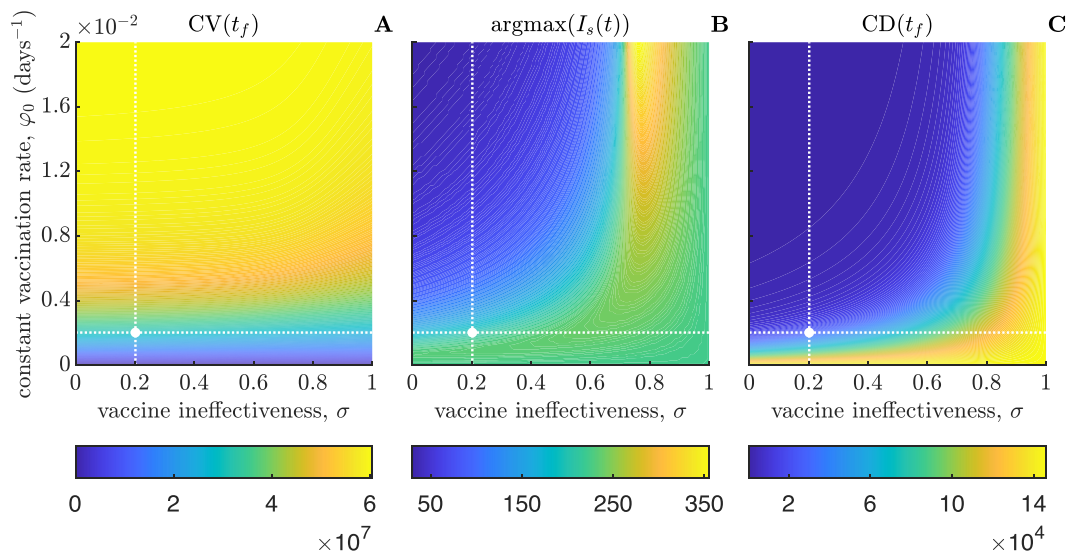 ×10⁻² CV(t_f) A argmax(I_s(t)) B CD(t_f) C
2
1.6
1.2
0.8
0.4
0
constant vaccination rate, φ₀ (days⁻¹)
0 0.2 0.4 0.6 0.8 1 0 0.2 0.4 0.6 0.8 1 0 0.2 0.4 0.6 0.8 1
vaccine ineffectiveness, σ vaccine ineffectiveness, σ vaccine ineffectiveness, σ
0 2 4 6 50 150 250 350 2 6 10 14
×10⁷ ×10⁴